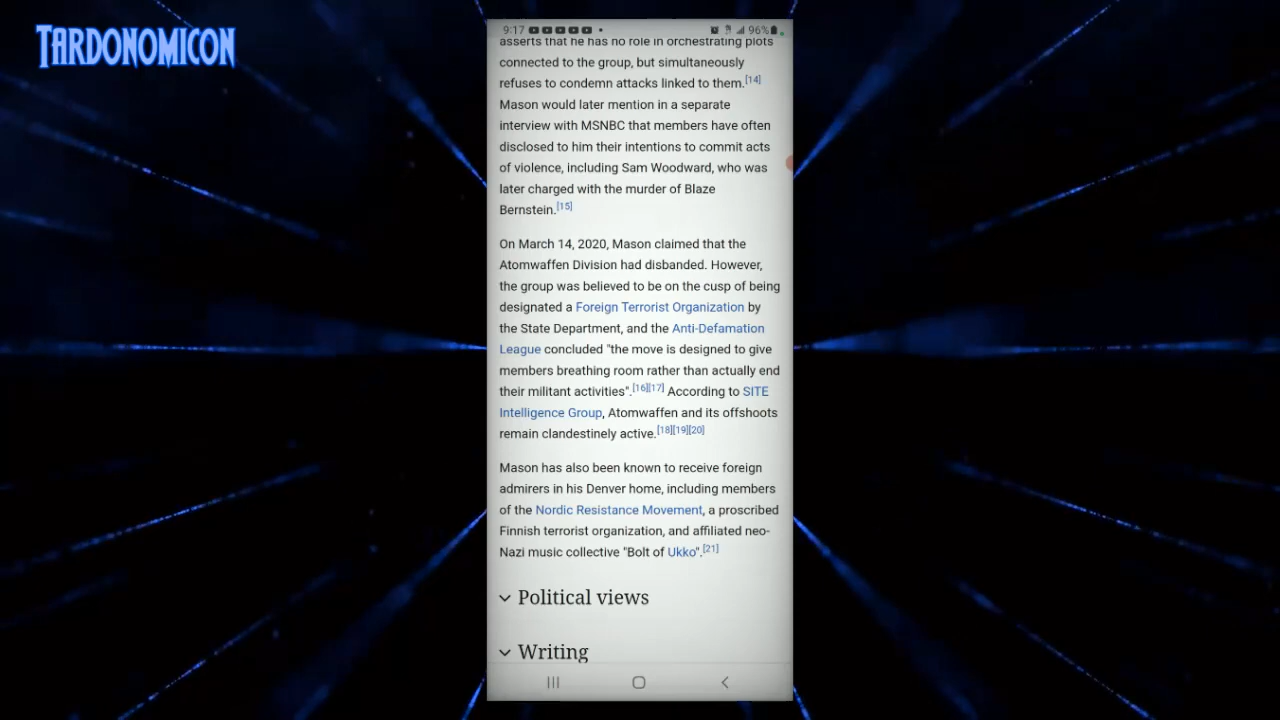 TARDONOMICON
9:17
96%
asserts that he has no role in orchestrating plots
connected to the group, but simultaneously
refuses to condemn attacks linked to them.[14]
Mason would later mention in a separate
interview with MSNBC that members have often
disclosed to him their intentions to commit acts
of violence, including Sam Woodward, who was
later charged with the murder of Blaze
Bernstein.[15]
On March 14, 2020, Mason claimed that the
Atomwaffen Division had disbanded. However,
the group was believed to be on the cusp of being
designated a Foreign Terrorist Organization by
the State Department, and the Anti-Defamation
League concluded "the move is designed to give
members breathing room rather than actually end
their militant activities".[16][17] According to SITE
Intelligence Group, Atomwaffen and its offshoots
remain clandestinely active.[18][19][20]
Mason has also been known to receive foreign
admirers in his Denver home, including members
of the Nordic Resistance Movement, a proscribed
Finnish terrorist organization, and affiliated neo-
Nazi music collective "Bolt of Ukko".[21]
Political views
Writing